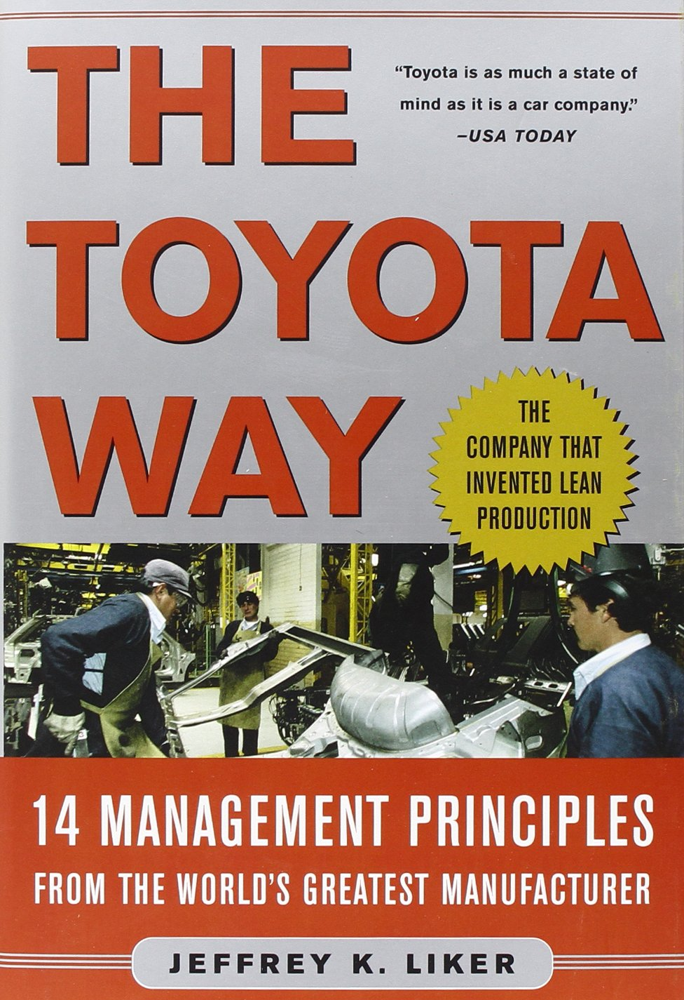 THE
“Toyota is as much a state of
mind as it is a car company.”
–USA TODAY
TOYOTA
WAY
THE
COMPANY THAT
INVENTED LEAN
PRODUCTION
14 MANAGEMENT PRINCIPLES
FROM THE WORLD’S GREATEST MANUFACTURER
JEFFREY K. LIKER